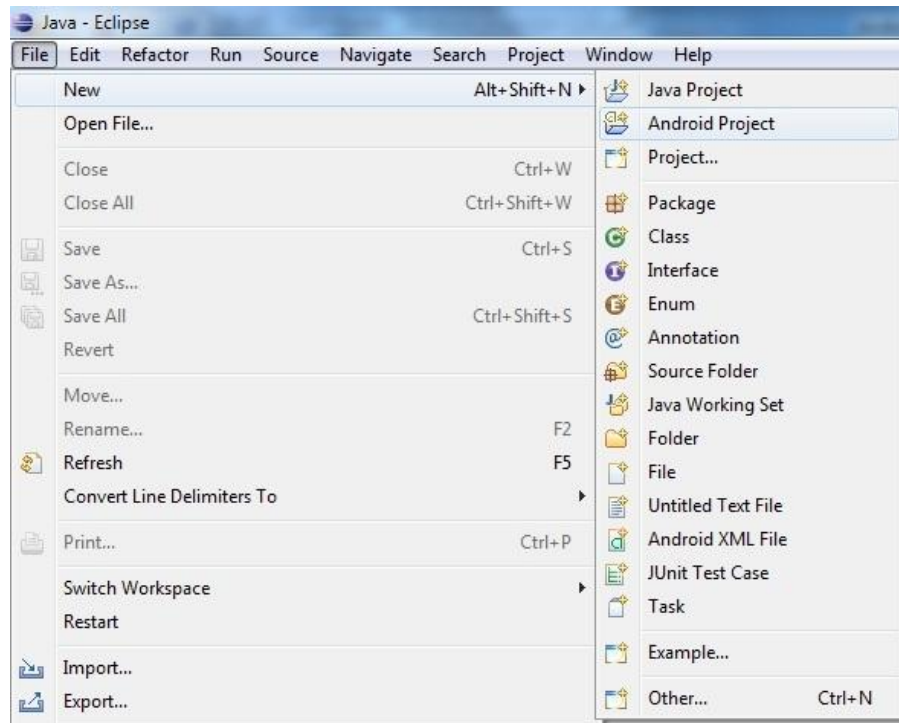 Java - Eclipse
File Edit Refactor Run Source Navigate Search Project Window Help
New Alt+Shift+N
Open File...
Close Ctrl+W
Close All Ctrl+Shift+W
Save Ctrl+S
Save As...
Save All Ctrl+Shift+S
Revert
Move...
Rename... F2
Refresh F5
Convert Line Delimiters To
Print... Ctrl+P
Switch Workspace
Restart
Import...
Export...
Java Project
Android Project
Project...
Package
Class
Interface
Enum
Annotation
Source Folder
Java Working Set
Folder
File
Untitled Text File
Android XML File
JUnit Test Case
Task
Example...
Other... Ctrl+N